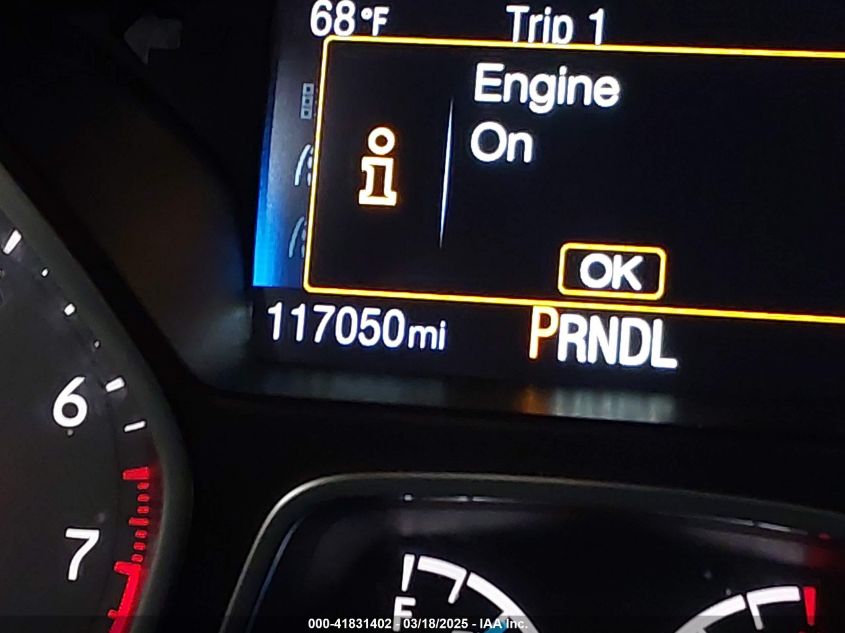 68°F Trip 1
Engine
On
OK
117050mi PRNDL
6
7
F
000-41831402 - 03/18/2025 - IAA Inc.